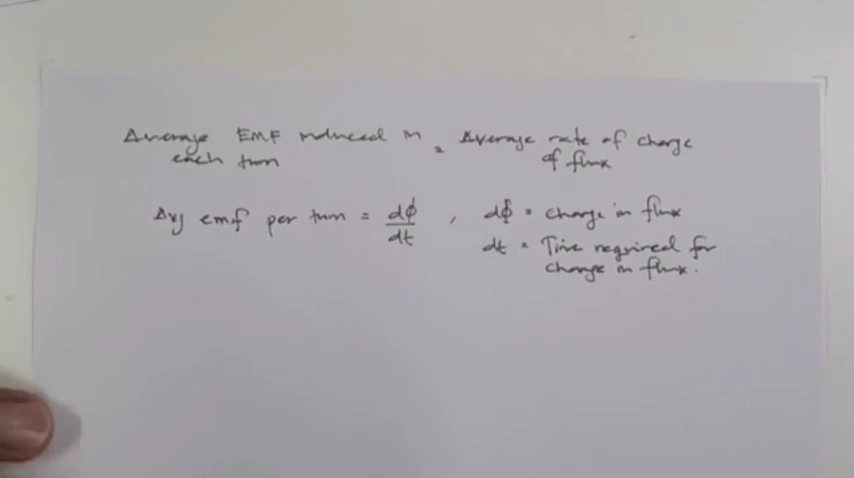 Average EMF induced in = Average rate of change
each turn of flux
Avg emf per turn = dϕ/dt , dϕ = change in flux
dt = Time required for
change in flux.